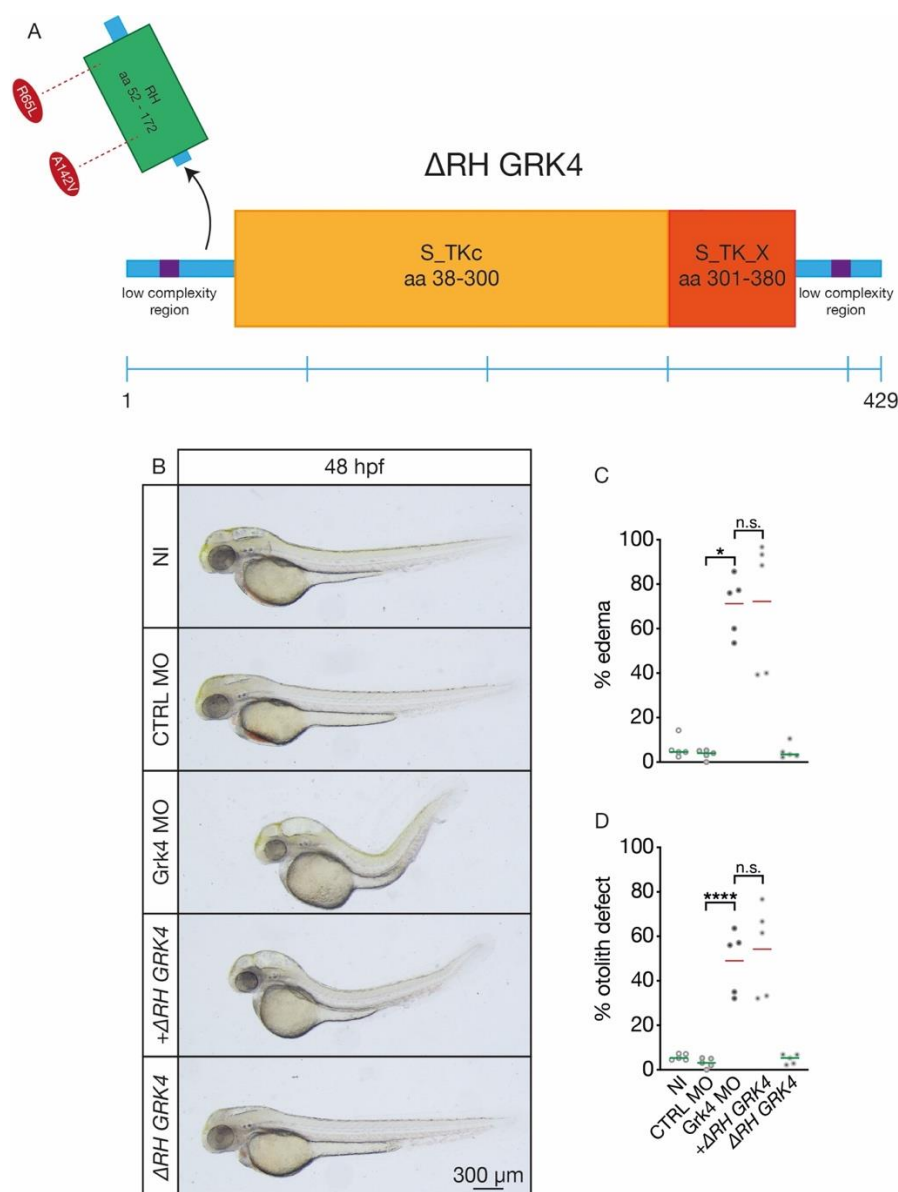 A
RH
aa 52 - 172
R65L
A142V
ΔRH GRK4
S_TKc
aa 38-300
S_TK_X
aa 301-380
low complexity
region
low complexity
region
1
429
B
48 hpf
NI
CTRL MO
Grk4 MO
+ΔRH GRK4
ΔRH GRK4
300 µm
C
n.s.
*
100
80
60
40
20
0
% edema
D
n.s.
****
100
80
60
40
20
0
% otolith defect
NI
CTRL MO
Grk4 MO
+ΔRH GRK4
ΔRH GRK4